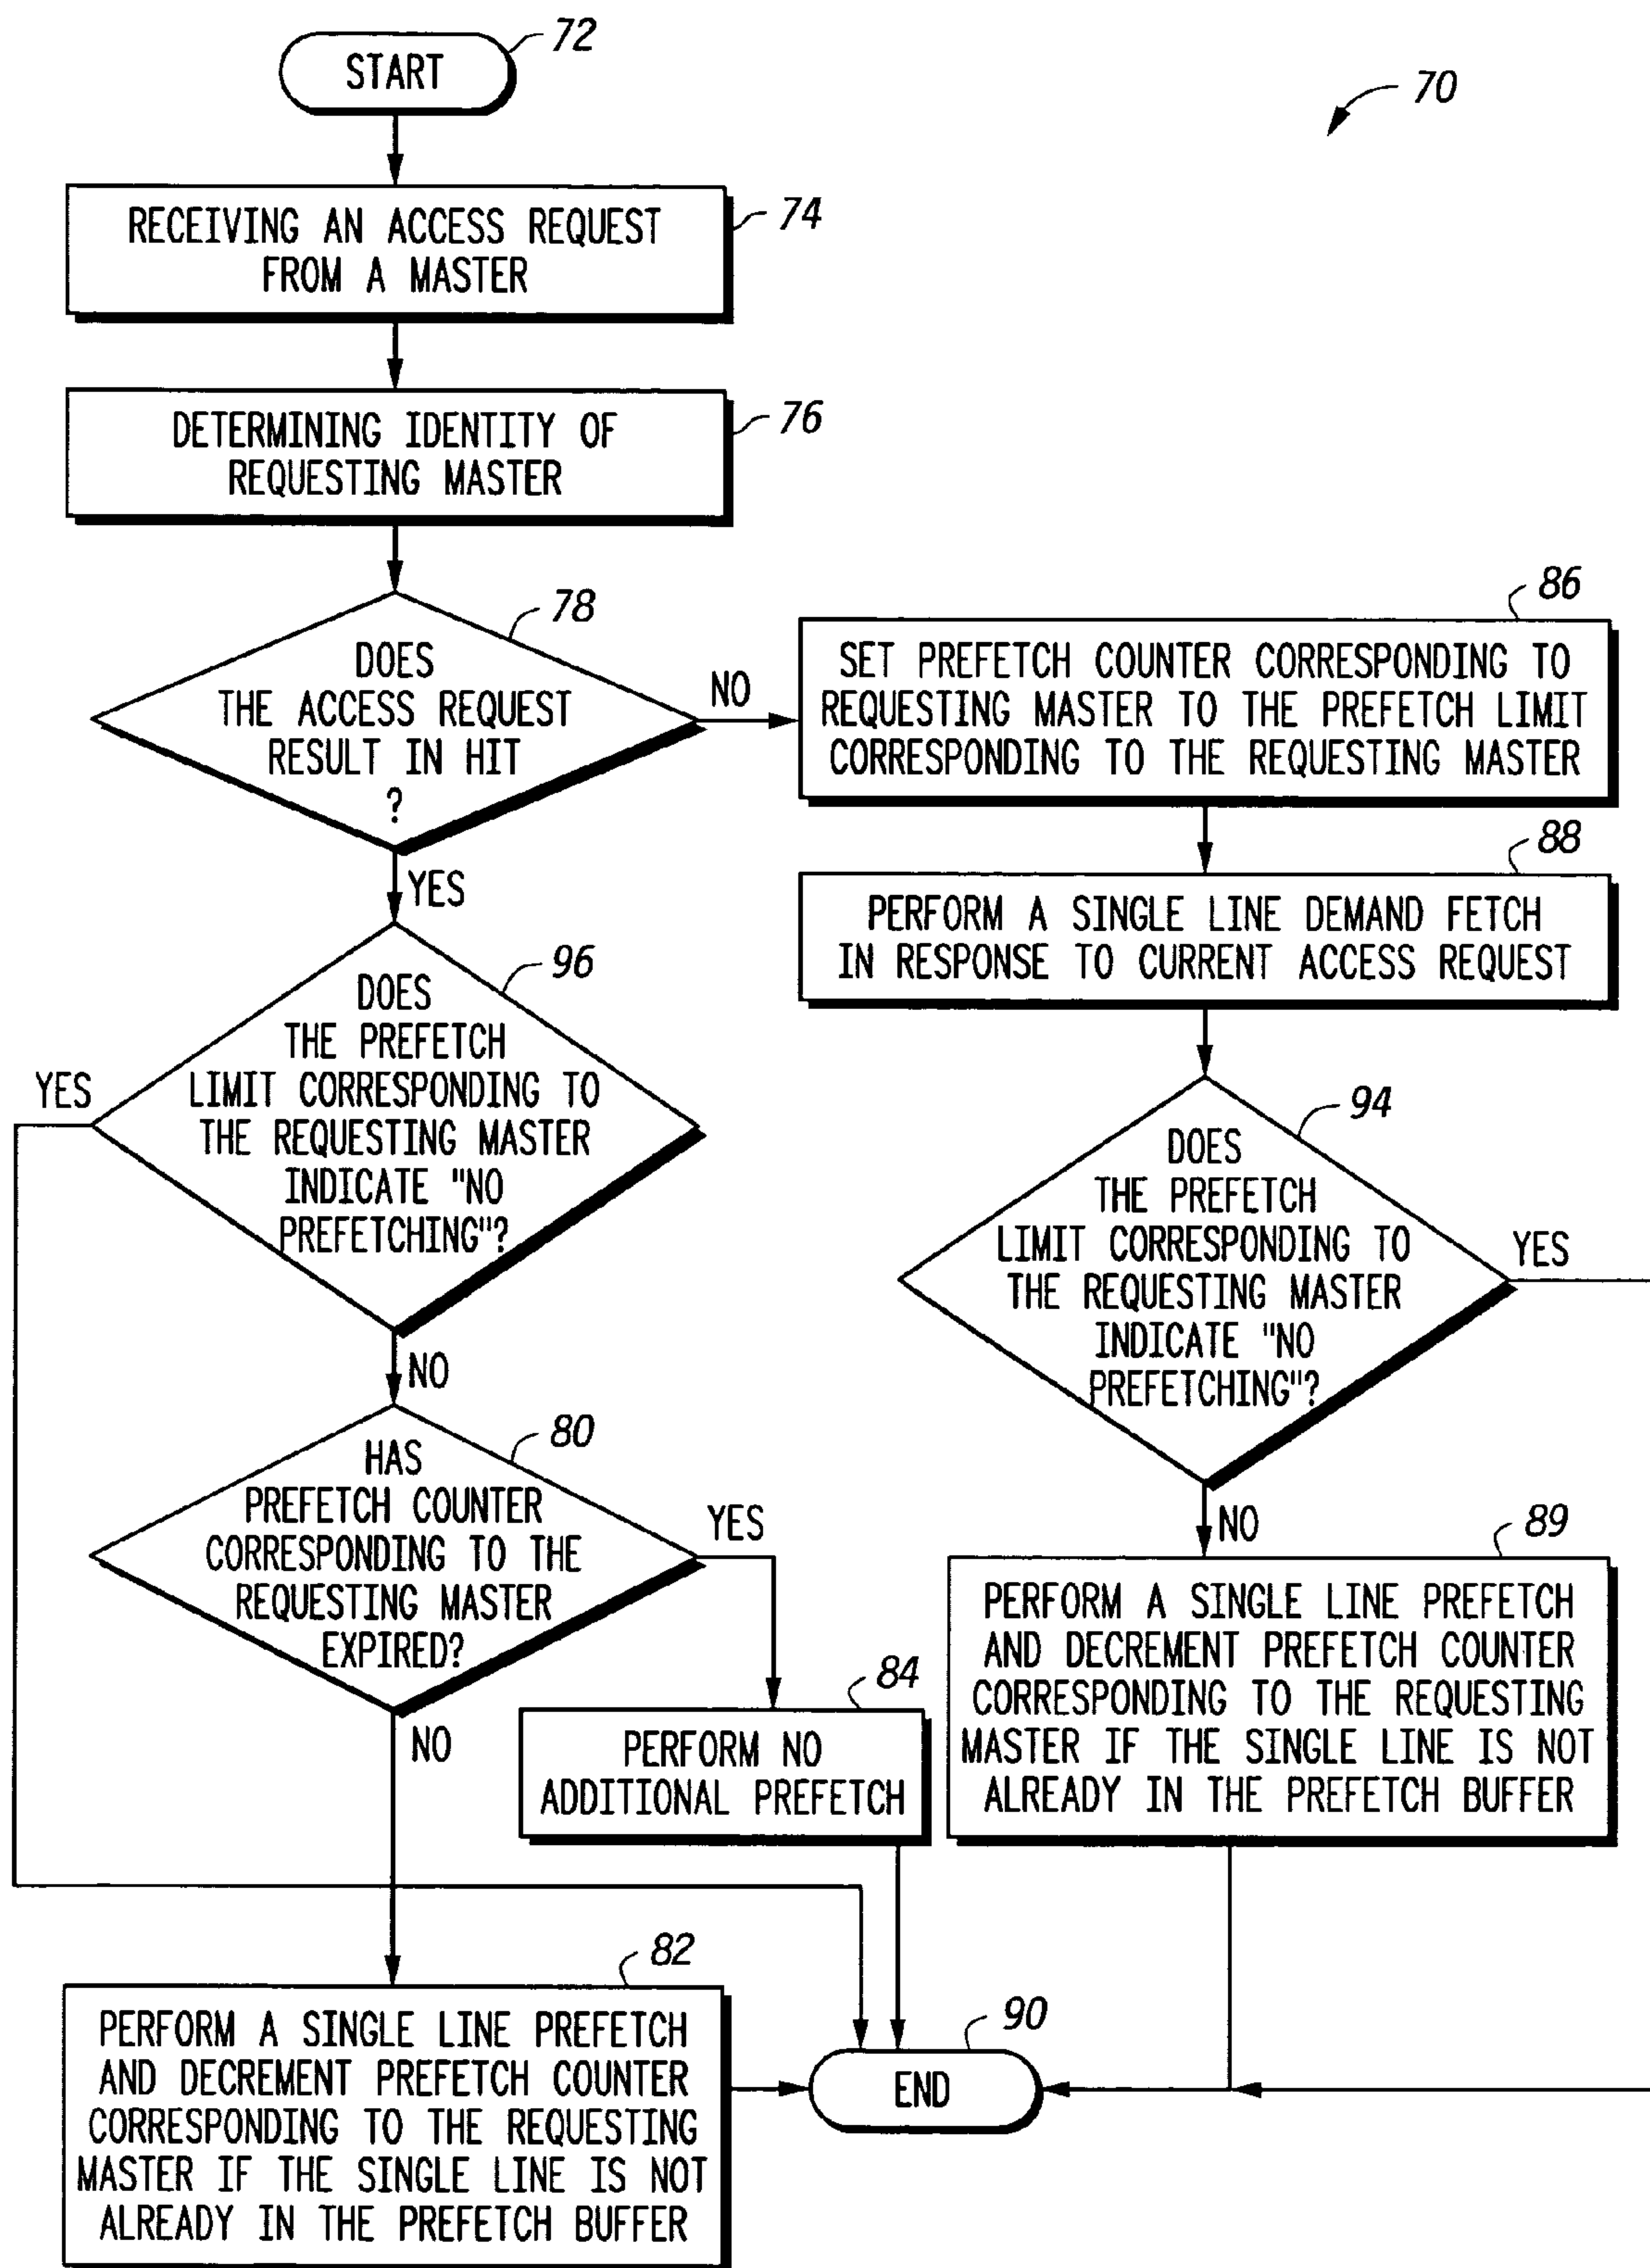 START
72
70
RECEIVING AN ACCESS REQUEST
FROM A MASTER
74
DETERMINING IDENTITY OF
REQUESTING MASTER
76
DOES
THE ACCESS REQUEST
RESULT IN HIT
?
78
NO
YES
SET PREFETCH COUNTER CORRESPONDING TO
REQUESTING MASTER TO THE PREFETCH LIMIT
CORRESPONDING TO THE REQUESTING MASTER
86
PERFORM A SINGLE LINE DEMAND FETCH
IN RESPONSE TO CURRENT ACCESS REQUEST
88
DOES
THE PREFETCH
LIMIT CORRESPONDING TO
THE REQUESTING MASTER
INDICATE "NO
PREFETCHING"?
96
YES
NO
DOES
THE PREFETCH
LIMIT CORRESPONDING TO
THE REQUESTING MASTER
INDICATE "NO
PREFETCHING"?
94
YES
NO
HAS
PREFETCH COUNTER
CORRESPONDING TO THE
REQUESTING MASTER
EXPIRED?
80
YES
NO
PERFORM NO
ADDITIONAL PREFETCH
84
PERFORM A SINGLE LINE PREFETCH
AND DECREMENT PREFETCH COUNTER
CORRESPONDING TO THE REQUESTING
MASTER IF THE SINGLE LINE IS NOT
ALREADY IN THE PREFETCH BUFFER
89
PERFORM A SINGLE LINE PREFETCH
AND DECREMENT PREFETCH COUNTER
CORRESPONDING TO THE REQUESTING
MASTER IF THE SINGLE LINE IS NOT
ALREADY IN THE PREFETCH BUFFER
82
END
90